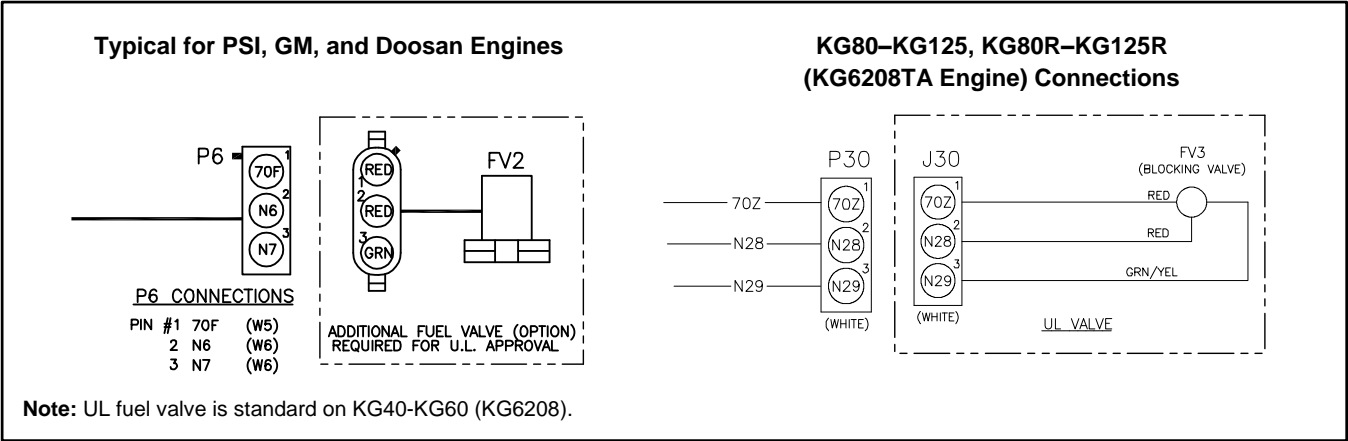 Typical for PSI, GM, and Doosan Engines
P6
1
70F
2
N6
3
N7
P6 CONNECTIONS
PIN #1 70F (W5)
2 N6 (W6)
3 N7 (W6)
RED
1
2
RED
3
GRN
FV2
ADDITIONAL FUEL VALVE (OPTION)
REQUIRED FOR U.L. APPROVAL
KG80–KG125, KG80R–KG125R
(KG6208TA Engine) Connections
P30
70Z
70Z
1
N28
N28
2
N29
N29
3
(WHITE)
J30
70Z
1
N28
2
N29
3
(WHITE)
FV3
(BLOCKING VALVE)
RED
RED
GRN/YEL
UL VALVE
Note: UL fuel valve is standard on KG40-KG60 (KG6208).